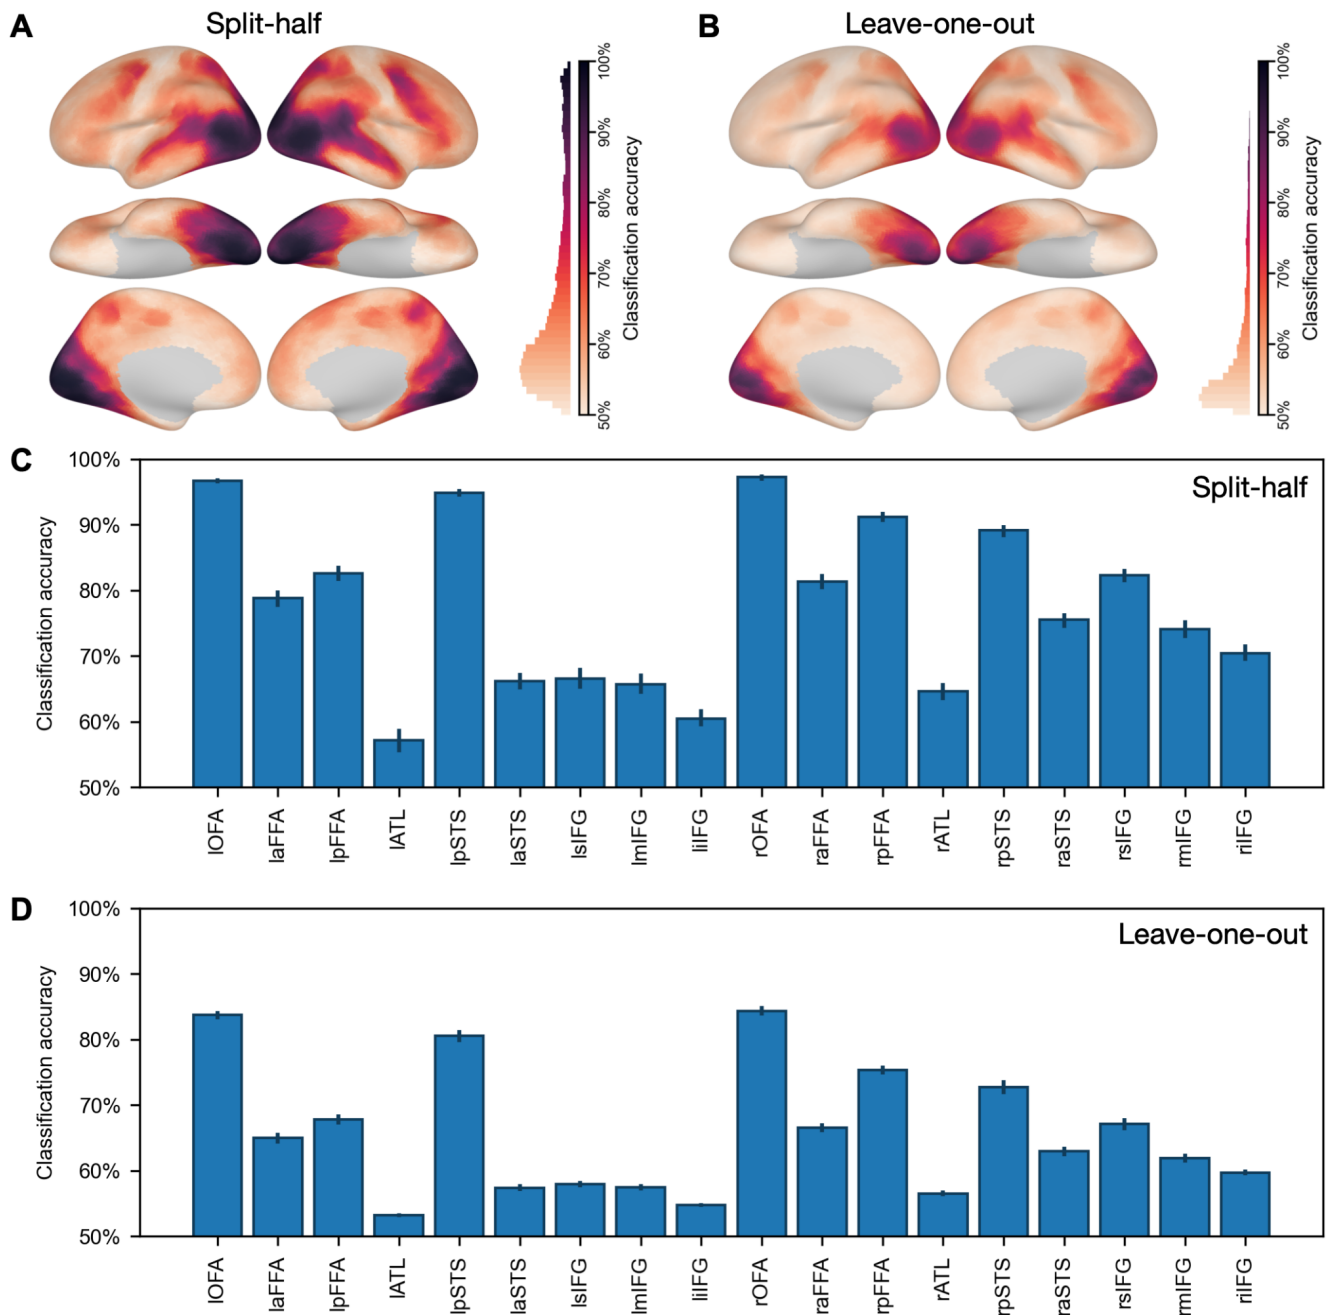 A
Split-half
B
Leave-one-out
100%
90%
80%
70%
60%
50%
Classification accuracy
100%
90%
80%
70%
60%
50%
Classification accuracy
C
Split-half
Classification accuracy
100%
90%
80%
70%
60%
50%
lOFA
laFFA
lpFFA
lATL
lpSTS
laSTS
lsIFG
lmIFG
liIFG
rOFA
raFFA
rpFFA
rATL
rpSTS
raSTS
rsIFG
rmIFG
riIFG
D
Leave-one-out
Classification accuracy
100%
90%
80%
70%
60%
50%
lOFA
laFFA
lpFFA
lATL
lpSTS
laSTS
lsIFG
lmIFG
liIFG
rOFA
raFFA
rpFFA
rATL
rpSTS
raSTS
rsIFG
rmIFG
riIFG